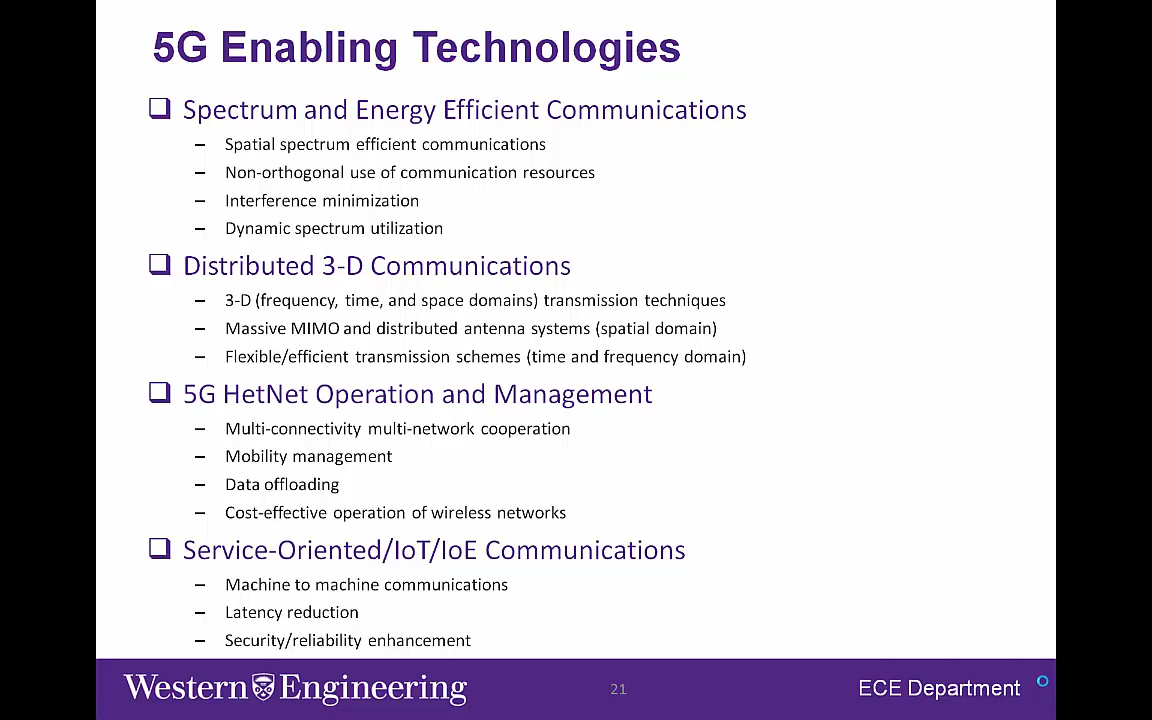 5G Enabling Technologies
❑ Spectrum and Energy Efficient Communications
– Spatial spectrum efficient communications
– Non-orthogonal use of communication resources
– Interference minimization
– Dynamic spectrum utilization
❑ Distributed 3-D Communications
– 3-D (frequency, time, and space domains) transmission techniques
– Massive MIMO and distributed antenna systems (spatial domain)
– Flexible/efficient transmission schemes (time and frequency domain)
❑ 5G HetNet Operation and Management
– Multi-connectivity multi-network cooperation
– Mobility management
– Data offloading
– Cost-effective operation of wireless networks
❑ Service-Oriented/IoT/IoE Communications
– Machine to machine communications
– Latency reduction
– Security/reliability enhancement
Western Engineering
21
ECE Department